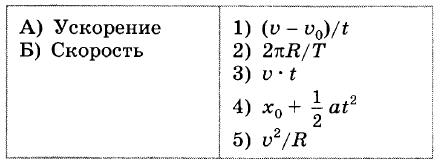 А) Ускорение
Б) Скорость
1) (v – v₀)/t
2) 2πR/T
3) v · t
4) x₀ + 1/2 at²
5) v²/R